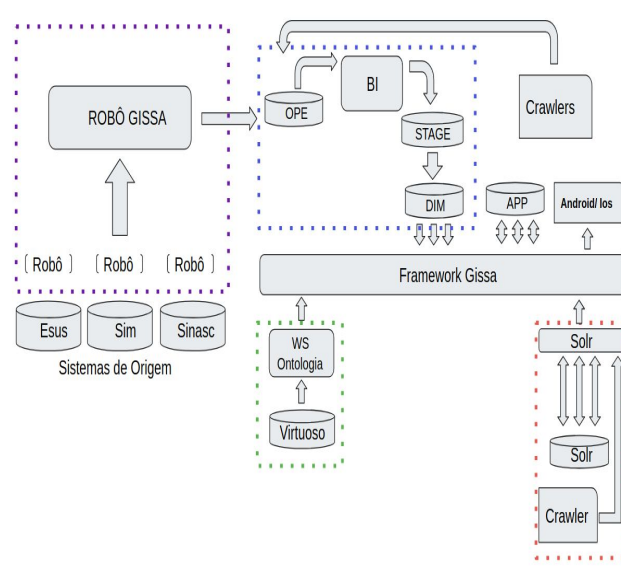 ROBÔ GISSA
OPE
BI
STAGE
DIM
Crawlers
APP
Android/ Ios
Robô
Robô
Robô
Esus
Sim
Sinasc
Sistemas de Origem
Framework Gissa
WS
Ontologia
Virtuoso
Solr
Solr
Crawler